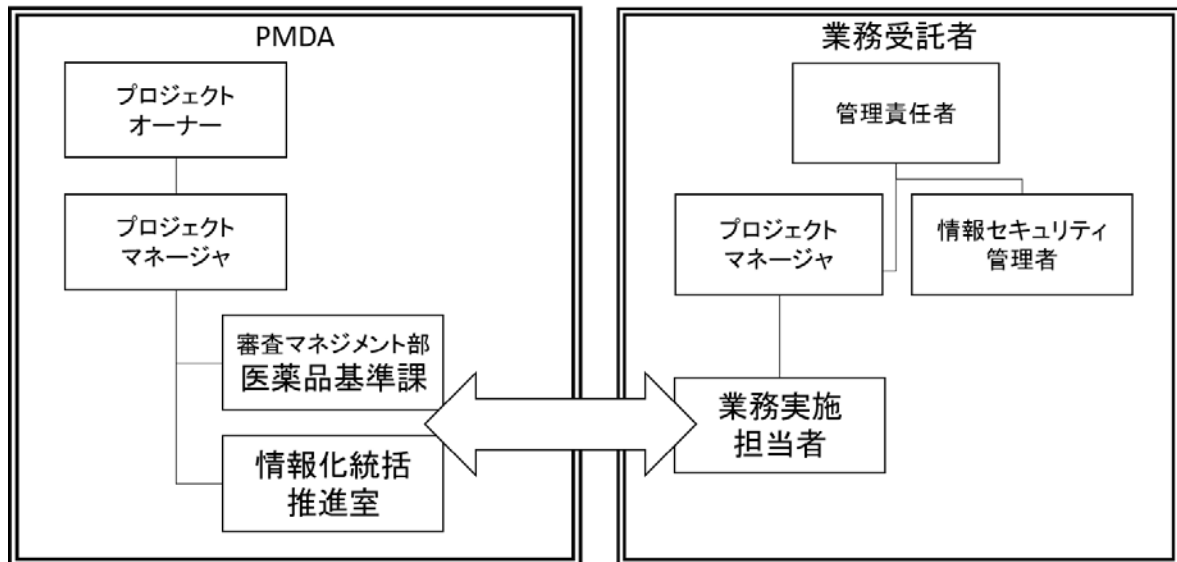 PMDA
プロジェクト
オーナー
プロジェクト
マネージャ
審査マネジメント部
医薬品基準課
情報化統括
推進室
業務受託者
管理責任者
プロジェクト
マネージャ
情報セキュリティ
管理者
業務実施
担当者